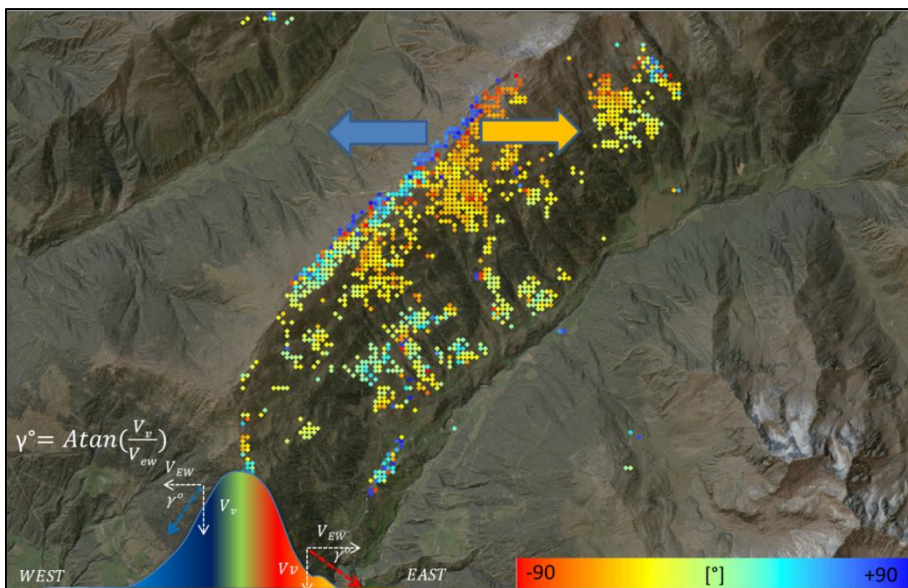 γ°= Atan(V_v/V_ew)
V_EW
γ°
V_v
V_EW
γ°
Vv
WEST
EAST
-90 [°] +90